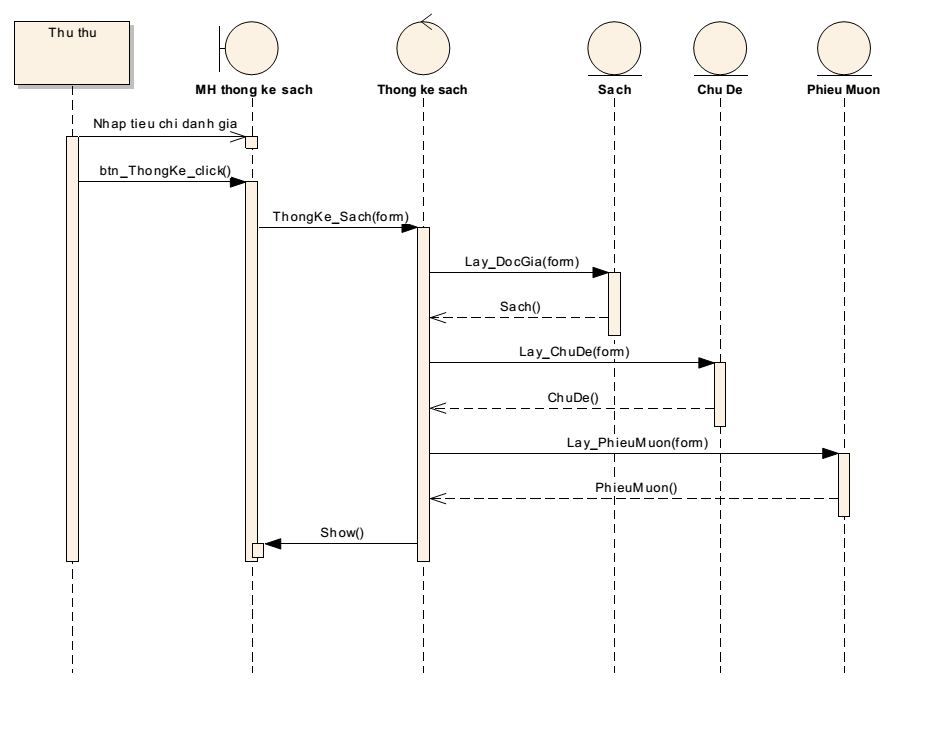 Thu thu
MH thong ke sach
Thong ke sach
Sach
Chu De
Phieu Muon
Nhap tieu chi danh gia
btn_ThongKe_click()
ThongKe_Sach(form)
Lay_DocGia(form)
Sach()
Lay_ChuDe(form)
ChuDe()
Lay_PhieuMuon(form)
PhieuMuon()
Show()